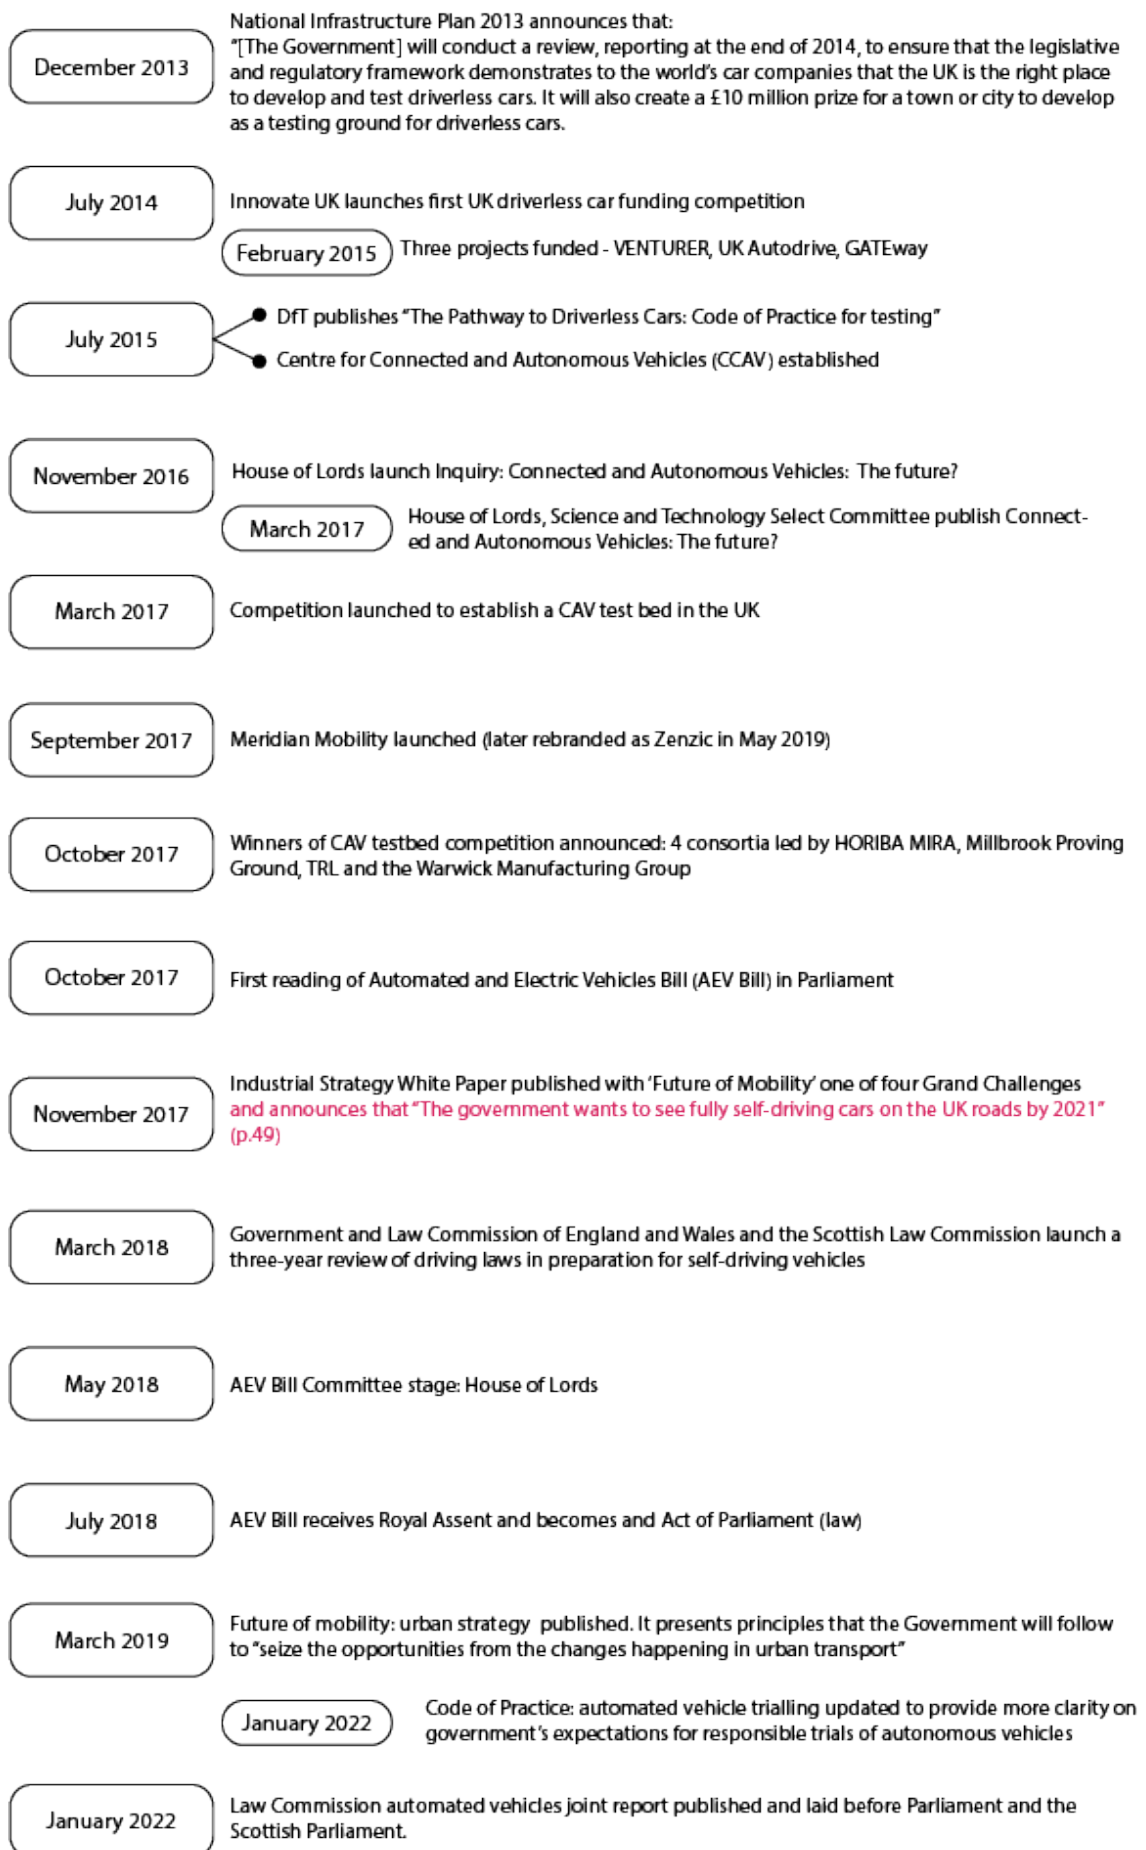 December 2013
National Infrastructure Plan 2013 announces that:
"[The Government] will conduct a review, reporting at the end of 2014, to ensure that the legislative
and regulatory framework demonstrates to the world's car companies that the UK is the right place
to develop and test driverless cars. It will also create a £10 million prize for a town or city to develop
as a testing ground for driverless cars.
July 2014
Innovate UK launches first UK driverless car funding competition
February 2015
Three projects funded - VENTURER, UK Autodrive, GATEway
July 2015
DfT publishes "The Pathway to Driverless Cars: Code of Practice for testing"
Centre for Connected and Autonomous Vehicles (CCAV) established
November 2016
House of Lords launch Inquiry: Connected and Autonomous Vehicles: The future?
March 2017
House of Lords, Science and Technology Select Committee publish Connect-
ed and Autonomous Vehicles: The future?
March 2017
Competition launched to establish a CAV test bed in the UK
September 2017
Meridian Mobility launched (later rebranded as Zenzic in May 2019)
October 2017
Winners of CAV testbed competition announced: 4 consortia led by HORIBA MIRA, Millbrook Proving
Ground, TRL and the Warwick Manufacturing Group
October 2017
First reading of Automated and Electric Vehicles Bill (AEV Bill) in Parliament
November 2017
Industrial Strategy White Paper published with 'Future of Mobility' one of four Grand Challenges
and announces that "The government wants to see fully self-driving cars on the UK roads by 2021"
(p.49)
March 2018
Government and Law Commission of England and Wales and the Scottish Law Commission launch a
three-year review of driving laws in preparation for self-driving vehicles
May 2018
AEV Bill Committee stage: House of Lords
July 2018
AEV Bill receives Royal Assent and becomes and Act of Parliament (law)
March 2019
Future of mobility: urban strategy published. It presents principles that the Government will follow
to "seize the opportunities from the changes happening in urban transport"
January 2022
Code of Practice: automated vehicle trialling updated to provide more clarity on
government's expectations for responsible trials of autonomous vehicles
January 2022
Law Commission automated vehicles joint report published and laid before Parliament and the
Scottish Parliament.